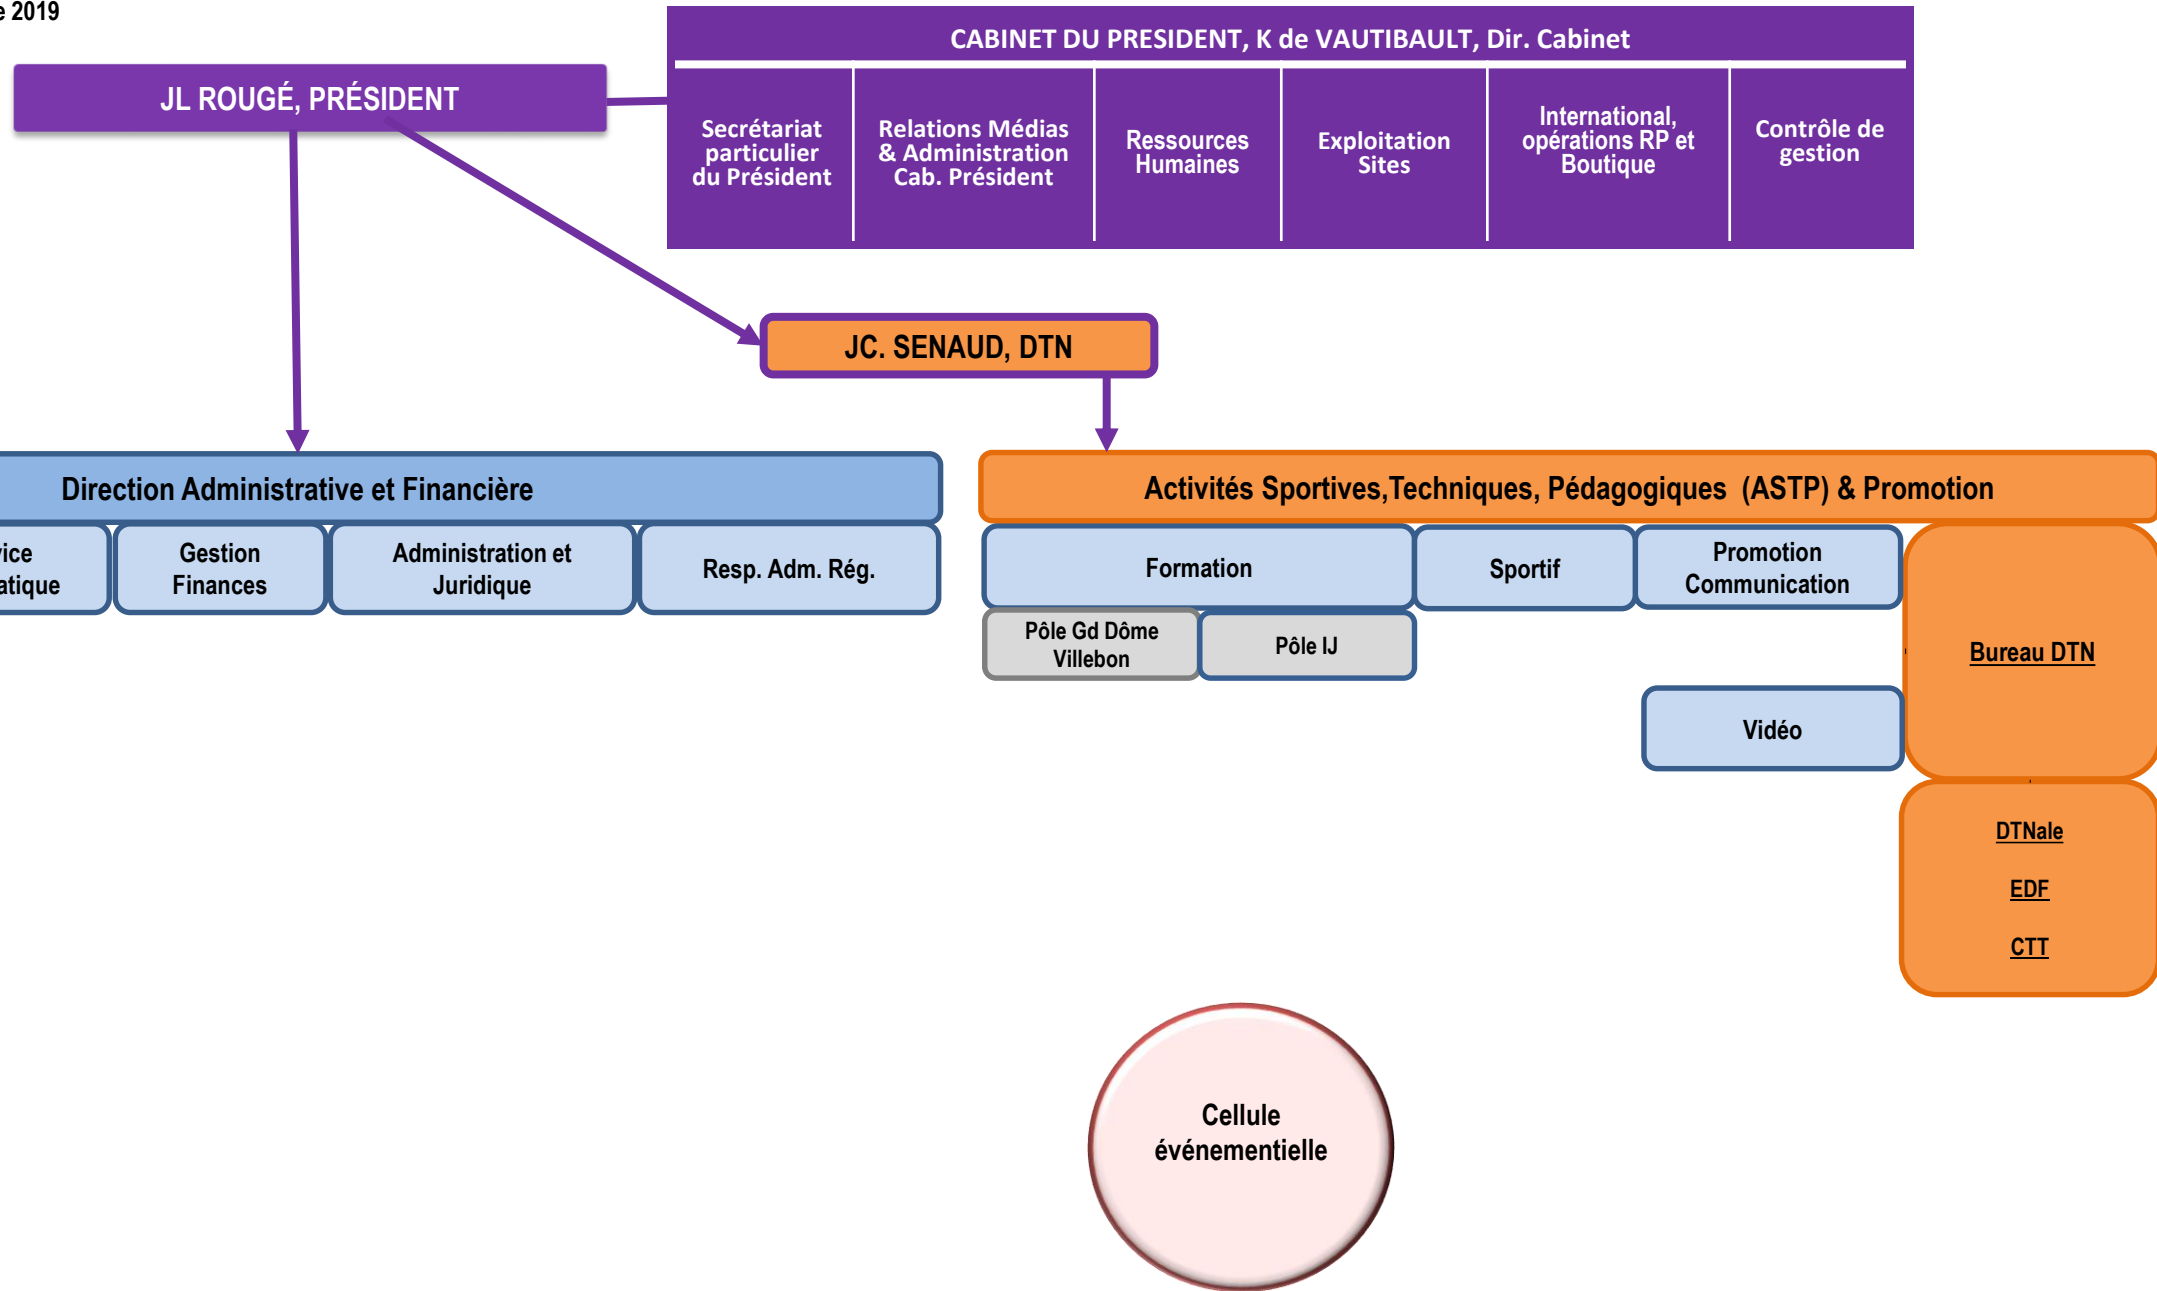 2019
CABINET DU PRESIDENT, K de VAUTIBAULT, Dir. Cabinet
JL ROUGÉ, PRÉSIDENT
Secrétariat
particulier
du Président
Relations Médias
& Administration
Cab. Président
Ressources
Humaines
Exploitation
Sites
International,
opérations RP et
Boutique
Contrôle de
gestion
JC. SENAUD, DTN
Direction Administrative et Financière
Gestion
Finances
Administration et
Juridique
Resp. Adm. Rég.
Activités Sportives,Techniques, Pédagogiques (ASTP) & Promotion
Formation
Sportif
Promotion
Communication
Pôle Gd Dôme
Villebon
Pôle IJ
Bureau DTN
Vidéo
DTNale
EDF
CTT
Cellule
événementielle